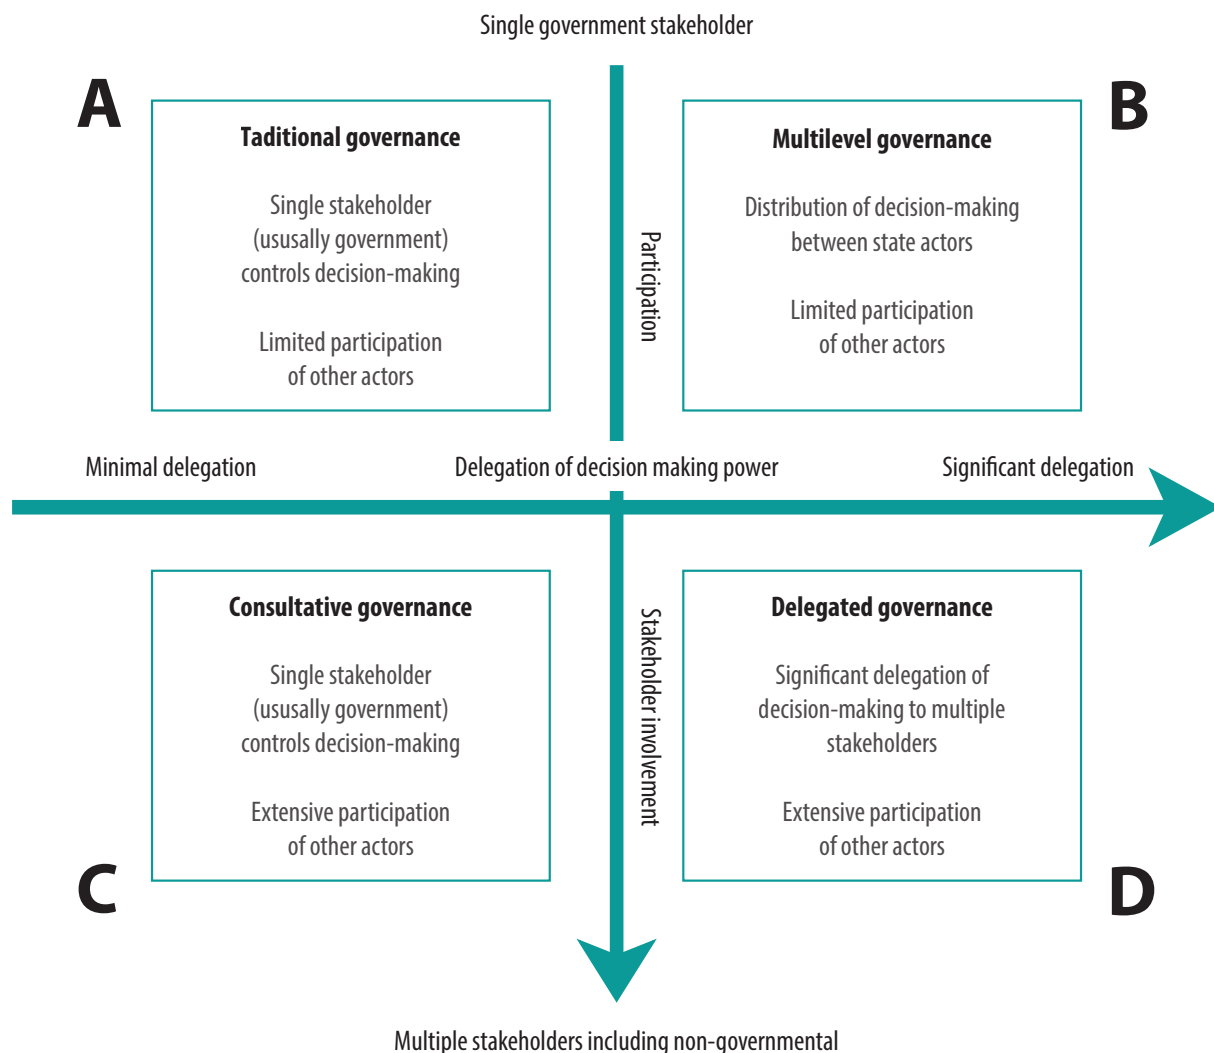 Single government stakeholder
A
B
Taditional governance
Single stakeholder
(ususally government)
controls decision-making
Limited participation
of other actors
Participation
Multilevel governance
Distribution of decision-making
between state actors
Limited participation
of other actors
Minimal delegation
Delegation of decision making power
Significant delegation
Consultative governance
Single stakeholder
(ususally government)
controls decision-making
Extensive participation
of other actors
Stakeholder involvement
Delegated governance
Significant delegation of
decision-making to multiple
stakeholders
Extensive participation
of other actors
C
D
Multiple stakeholders including non-governmental